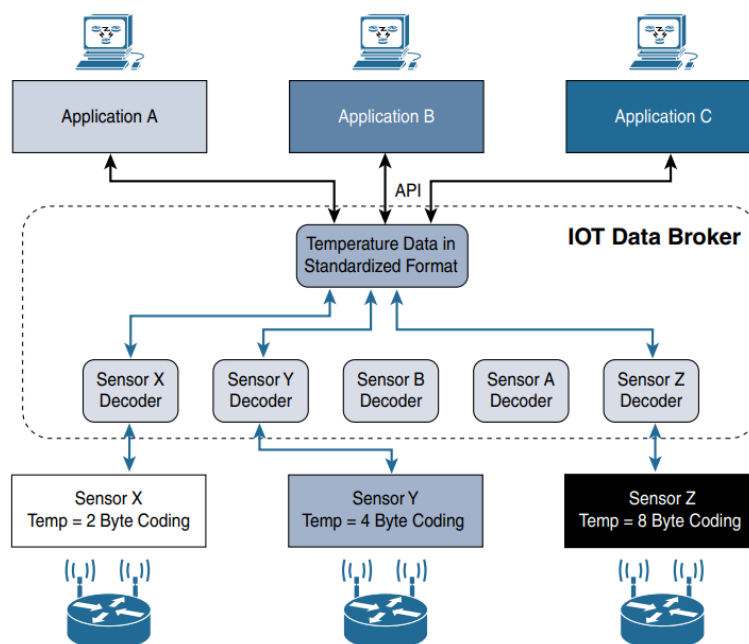 Application A
Application B
Application C
API
IOT Data Broker
Temperature Data in
Standardized Format
Sensor X
Decoder
Sensor Y
Decoder
Sensor B
Decoder
Sensor A
Decoder
Sensor Z
Decoder
Sensor X
Temp = 2 Byte Coding
Sensor Y
Temp = 4 Byte Coding
Sensor Z
Temp = 8 Byte Coding